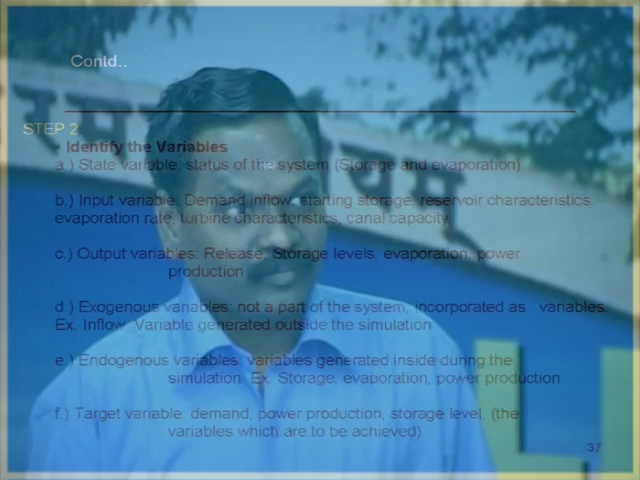 Contd..
STEP 2
Identify the Variables
a.) State variable: status of the system (Storage and evaporation)
b.) Input variable: Demand, inflow, starting storage, reservoir characteristics,
evaporation rate, turbine characteristics, canal capacity
c.) Output variables: Release, Storage levels, evaporation, power
production
d.) Exogenous variables: not a part of the system, incorporated as variables.
Ex. Inflow. Variable generated outside the simulation
e.) Endogenous variables: variables generated inside during the
simulation. Ex. Storage, evaporation, power production
f.) Target variable: demand, power production, storage level. (the
variables which are to be achieved)
37